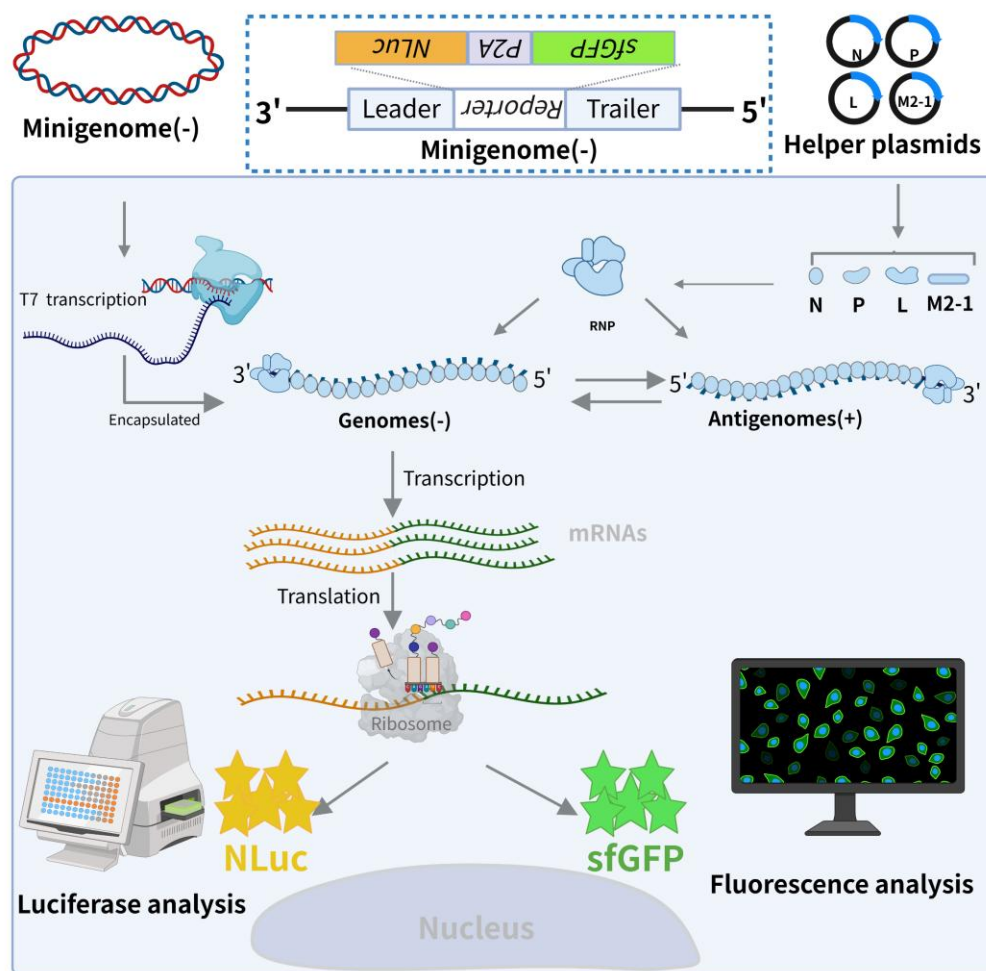 NLuc P2A sfGFP
3' Leader Reporter Trailer 5'
Minigenome(-)
Minigenome(-)
N P
L M2-1
Helper plasmids
T7 transcription
RNP
N P L M2-1
3' 5'
5' 3'
Encapsulated
Genomes(-)
Antigenomes(+)
Transcription
mRNAs
Translation
Ribosome
NLuc
sfGFP
Luciferase analysis
Fluorescence analysis
Nucleus